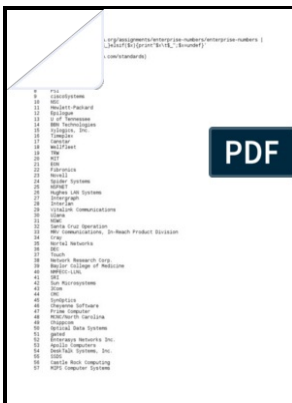 .org/assignments/enterprise-numbers/enterprise-numbers |
.com/standards)
9 ciscoSystems
10 NSC
11 Hewlett-Packard
12 Epilogue
13 U of Tennessee
14 BBN Technologies
15 Xylogics, Inc.
16 Timeplex
17 Canstar
18 Wellfleet
19 TRW
20 MIT
21 EON
22 Fibronics
23 Novell
24 Spider Systems
25 NSFNET
26 Hughes LAN Systems
27 Intergraph
28 Interlan
29 Vitalink Communications
30 Ulana
31 NSWC
32 Santa Cruz Operation
33 MRV Communications, In-Reach Product Division
34 Cray
35 Nortel Networks
36 DEC
37 Touch
38 Network Research Corp.
39 Baylor College of Medicine
40 NMFECC-LLNL
41 SRI
42 Sun Microsystems
43 3Com
44 CMC
45 SynOptics
46 Cheyenne Software
47 Prime Computer
48 MCNC/North Carolina
49 Chipcom
50 Optical Data Systems
51 gated
52 Enterasys Networks Inc.
53 Apollo Computers
54 DeskTalk Systems, Inc.
55 SSDS
56 Castle Rock Computing
57 MIPS Computer Systems
PDF